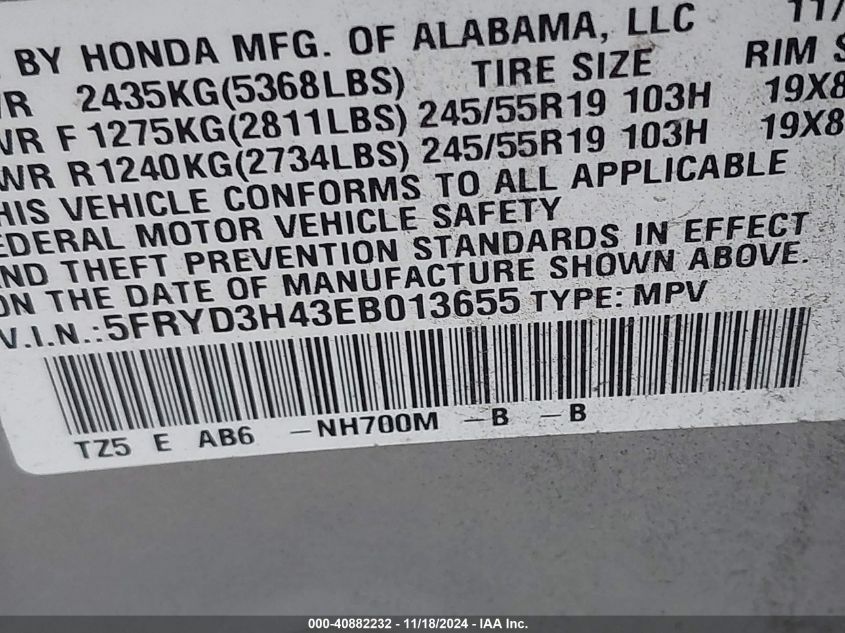 BY HONDA MFG. OF ALABAMA, LLC 11/
2435KG(5368LBS) TIRE SIZE RIM S
WR F 1275KG(2811LBS) 245/55R19 103H 19X8
WR R1240KG(2734LBS) 245/55R19 103H 19X8
HIS VEHICLE CONFORMS TO ALL APPLICABLE
EDERAL MOTOR VEHICLE SAFETY
ND THEFT PREVENTION STANDARDS IN EFFECT
ON THE DATE OF MANUFACTURE SHOWN ABOVE.
V.I.N.:5FRYD3H43EB013655 TYPE: MPV
TZ5 E AB6 -NH700M -B -B
000-40882232 - 11/18/2024 - IAA Inc.